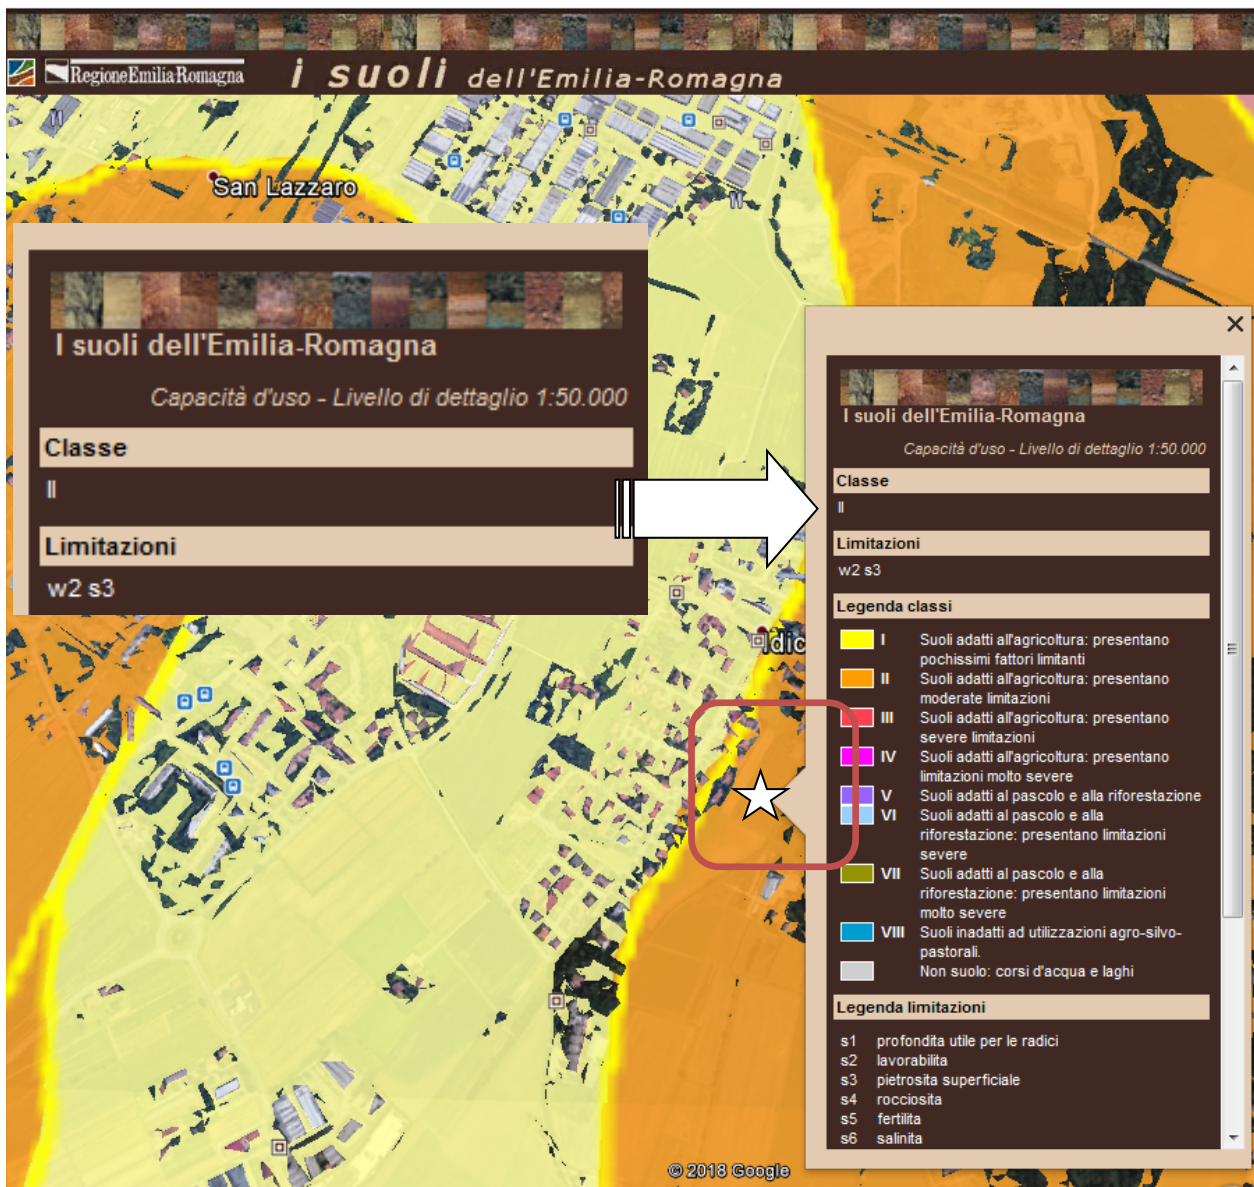 RegioneEmiliaRomagna
i suoli dell'Emilia-Romagna
San Lazzaro
I suoli dell'Emilia-Romagna
Capacità d'uso - Livello di dettaglio 1:50.000
Classe
II
Limitazioni
w2 s3
I suoli dell'Emilia-Romagna
Capacità d'uso - Livello di dettaglio 1:50.000
Classe
II
Limitazioni
w2 s3
Legenda classi
I Suoli adatti all'agricoltura: presentano
pochissimi fattori limitanti
II Suoli adatti all'agricoltura: presentano
moderate limitazioni
III Suoli adatti all'agricoltura: presentano
severe limitazioni
IV Suoli adatti all'agricoltura: presentano
limitazioni molto severe
V Suoli adatti al pascolo e alla riforestazione
VI Suoli adatti al pascolo e alla
riforestazione: presentano limitazioni
severe
VII Suoli adatti al pascolo e alla
riforestazione: presentano limitazioni
molto severe
VIII Suoli inadatti ad utilizzazioni agro-silvo-
pastorali.
Non suolo: corsi d'acqua e laghi
Legenda limitazioni
s1 profondita utile per le radici
s2 lavorabilita
s3 pietrosita superficiale
s4 rocciosita
s5 fertilita
s6 salinita
Idic
© 2018 Google